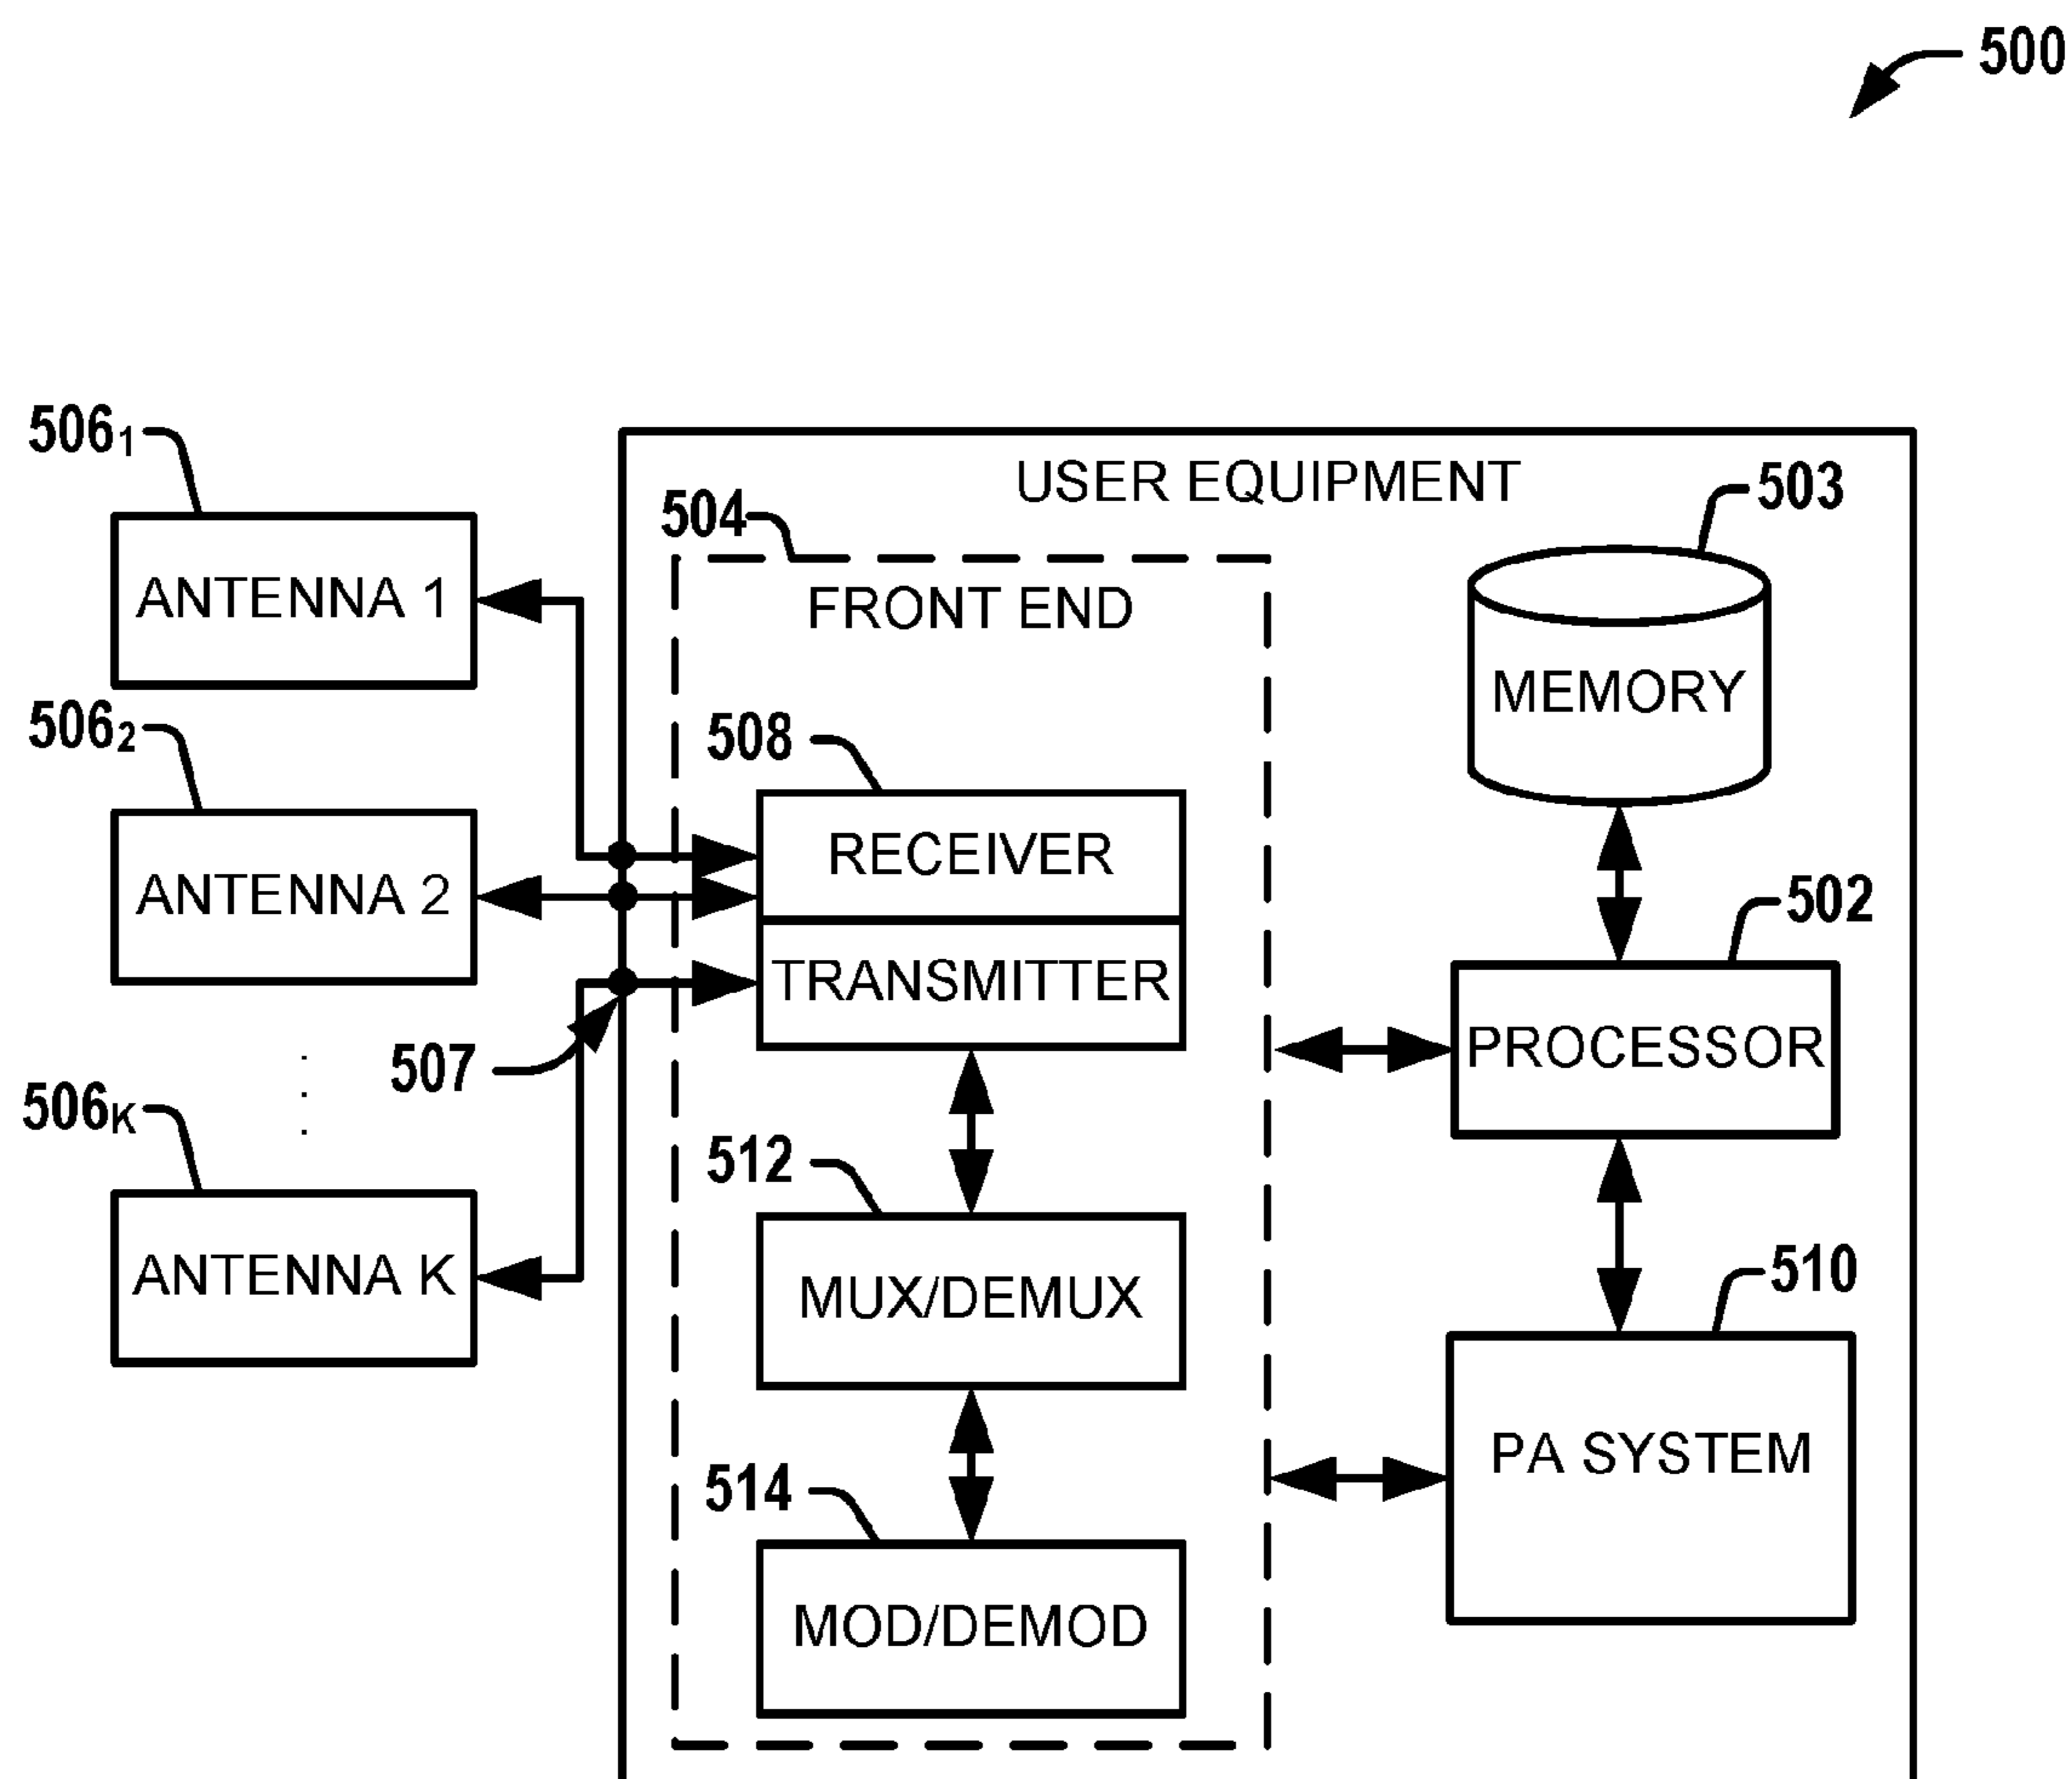 500
506₁
USER EQUIPMENT
503
504
ANTENNA 1
FRONT END
MEMORY
506₂
508
RECEIVER
ANTENNA 2
502
TRANSMITTER
PROCESSOR
507
506ₖ
512
ANTENNA K
MUX/DEMUX
510
PA SYSTEM
514
MOD/DEMOD